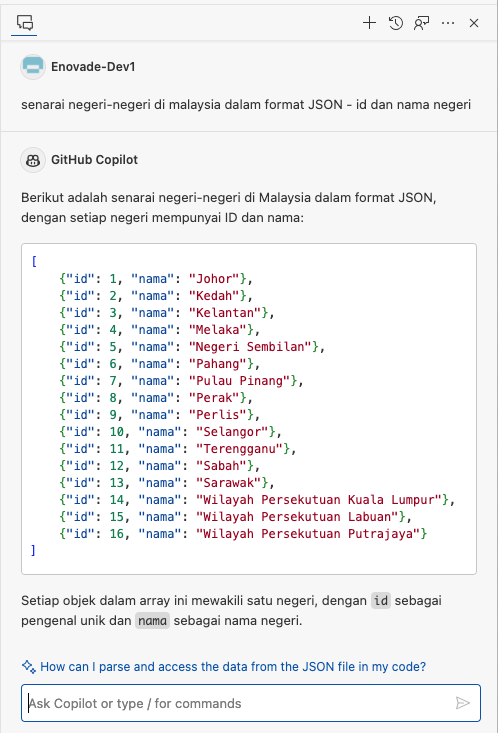 Enovade-Dev1
senarai negeri-negeri di malaysia dalam format JSON - id dan nama negeri
GitHub Copilot
Berikut adalah senarai negeri-negeri di Malaysia dalam format JSON,
dengan setiap negeri mempunyai ID dan nama:
[
    {"id": 1, "nama": "Johor"},
    {"id": 2, "nama": "Kedah"},
    {"id": 3, "nama": "Kelantan"},
    {"id": 4, "nama": "Melaka"},
    {"id": 5, "nama": "Negeri Sembilan"},
    {"id": 6, "nama": "Pahang"},
    {"id": 7, "nama": "Pulau Pinang"},
    {"id": 8, "nama": "Perak"},
    {"id": 9, "nama": "Perlis"},
    {"id": 10, "nama": "Selangor"},
    {"id": 11, "nama": "Terengganu"},
    {"id": 12, "nama": "Sabah"},
    {"id": 13, "nama": "Sarawak"},
    {"id": 14, "nama": "Wilayah Persekutuan Kuala Lumpur"},
    {"id": 15, "nama": "Wilayah Persekutuan Labuan"},
    {"id": 16, "nama": "Wilayah Persekutuan Putrajaya"}
]
Setiap objek dalam array ini mewakili satu negeri, dengan id sebagai
pengenal unik dan nama sebagai nama negeri.
How can I parse and access the data from the JSON file in my code?
Ask Copilot or type / for commands